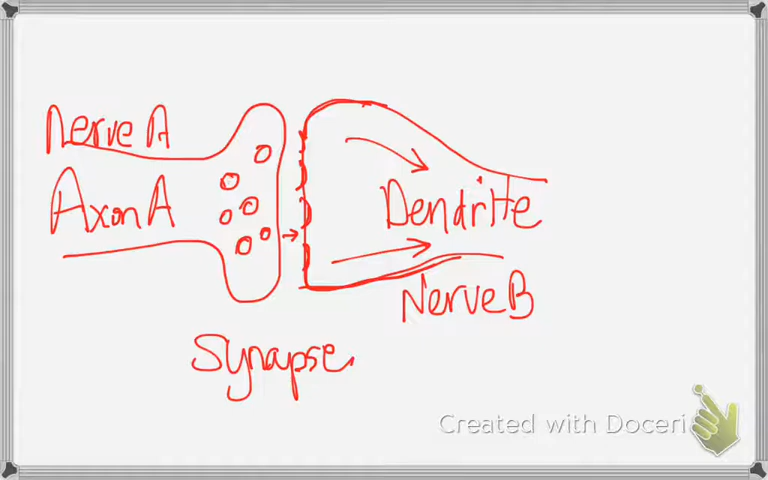 Nerve A
Axon A
Dendrite
Nerve B
Synapse
Created with Doceri